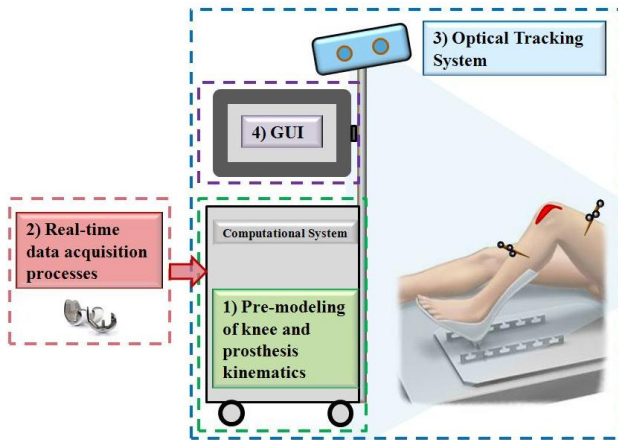 3) Optical Tracking
System
4) GUI
2) Real-time
data acquisition
processes
Computational System
1) Pre-modeling
of knee and
prosthesis
kinematics